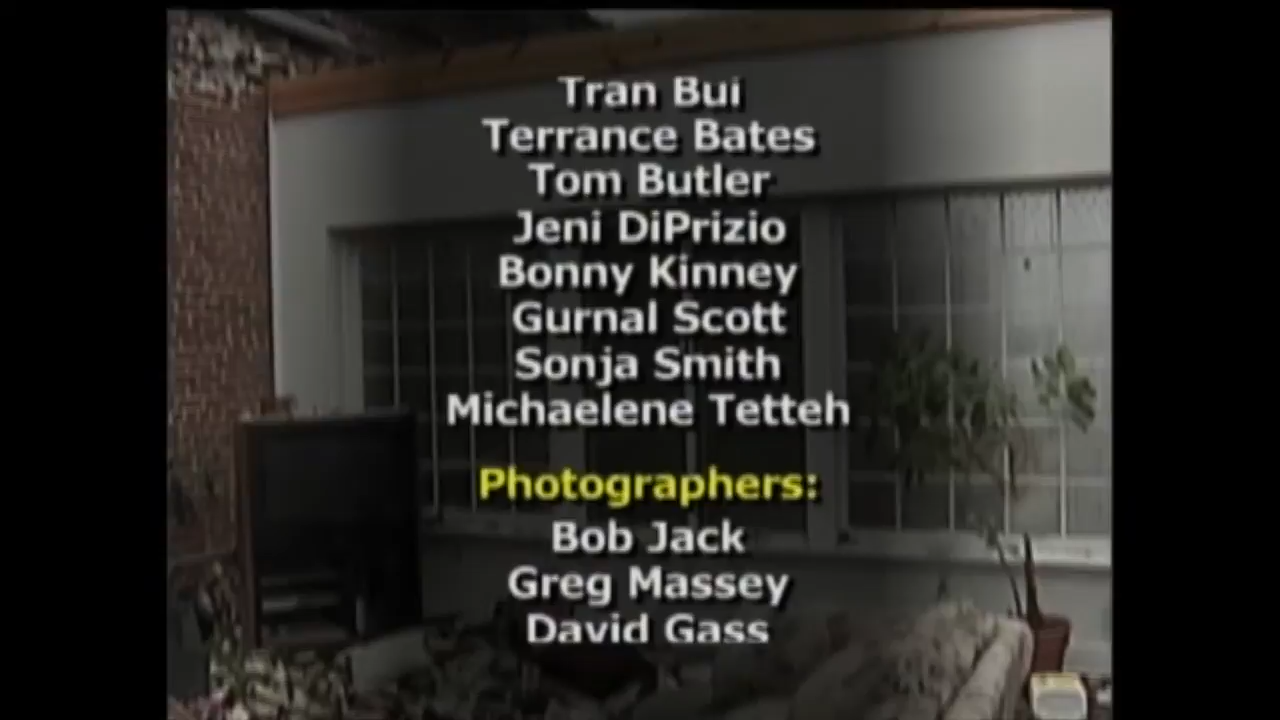 Tran Bui
Terrance Bates
Tom Butler
Jeni DiPrizio
Bonny Kinney
Gurnal Scott
Sonja Smith
Michaelene Tetteh
Photographers:
Bob Jack
Greg Massey
David Gass